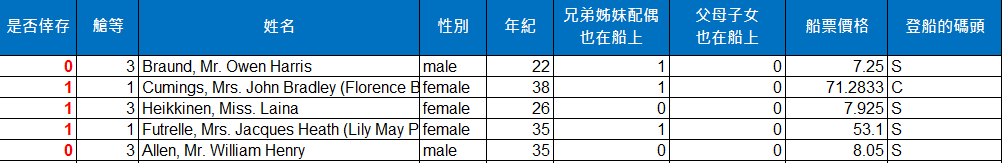 是否倖存 艙等 姓名 性別 年紀 兄弟姊妹配偶 父母子女 船票價格 登船的碼頭
也在船上 也在船上
0 3 Braund, Mr. Owen Harris male 22 1 0 7.25 S
1 1 Cumings, Mrs. John Bradley (Florence B female 38 1 0 71.2833 C
1 3 Heikkinen, Miss. Laina female 26 0 0 7.925 S
1 1 Futrelle, Mrs. Jacques Heath (Lily May P female 35 1 0 53.1 S
0 3 Allen, Mr. William Henry male 35 0 0 8.05 S